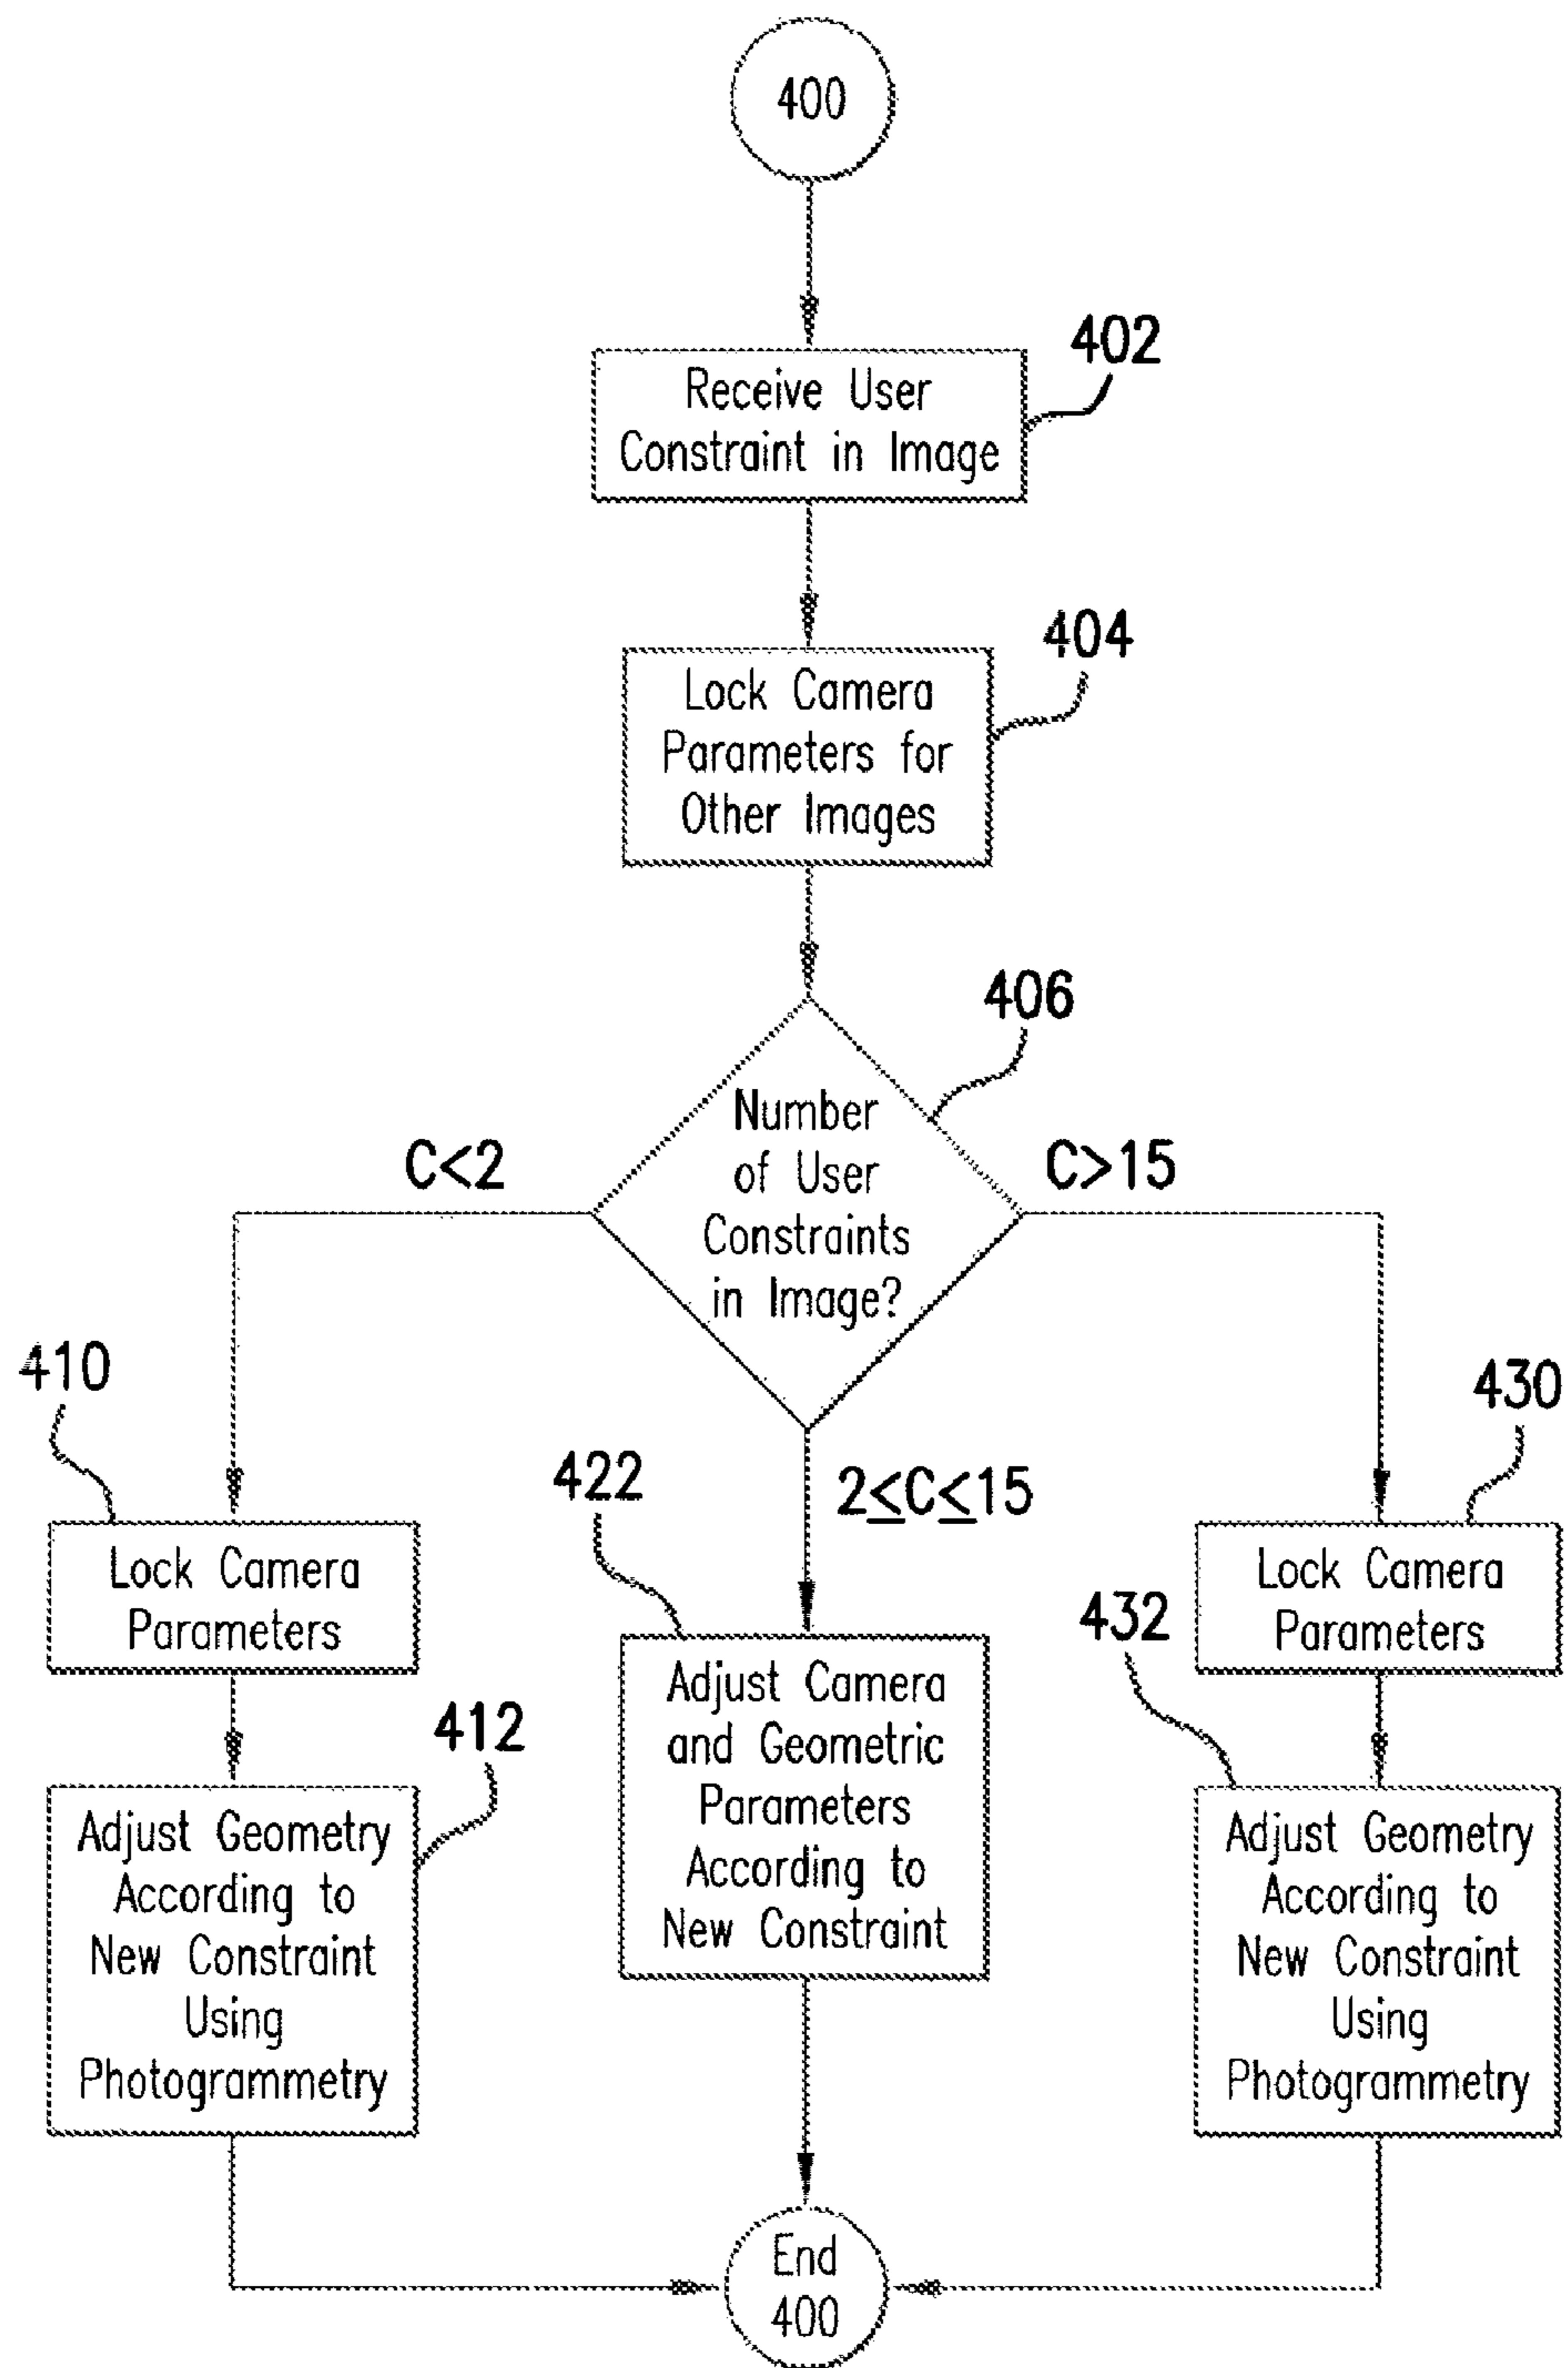 400
402
Receive User
Constraint in Image
404
Lock Camera
Parameters for
Other Images
406
Number
of User
Constraints
in Image?
C<2
C>15
2≤C≤15
410
Lock Camera
Parameters
412
Adjust Geometry
According to
New Constraint
Using
Photogrammetry
422
Adjust Camera
and Geometric
Parameters
According to
New Constraint
430
Lock Camera
Parameters
432
Adjust Geometry
According to
New Constraint
Using
Photogrammetry
End
400